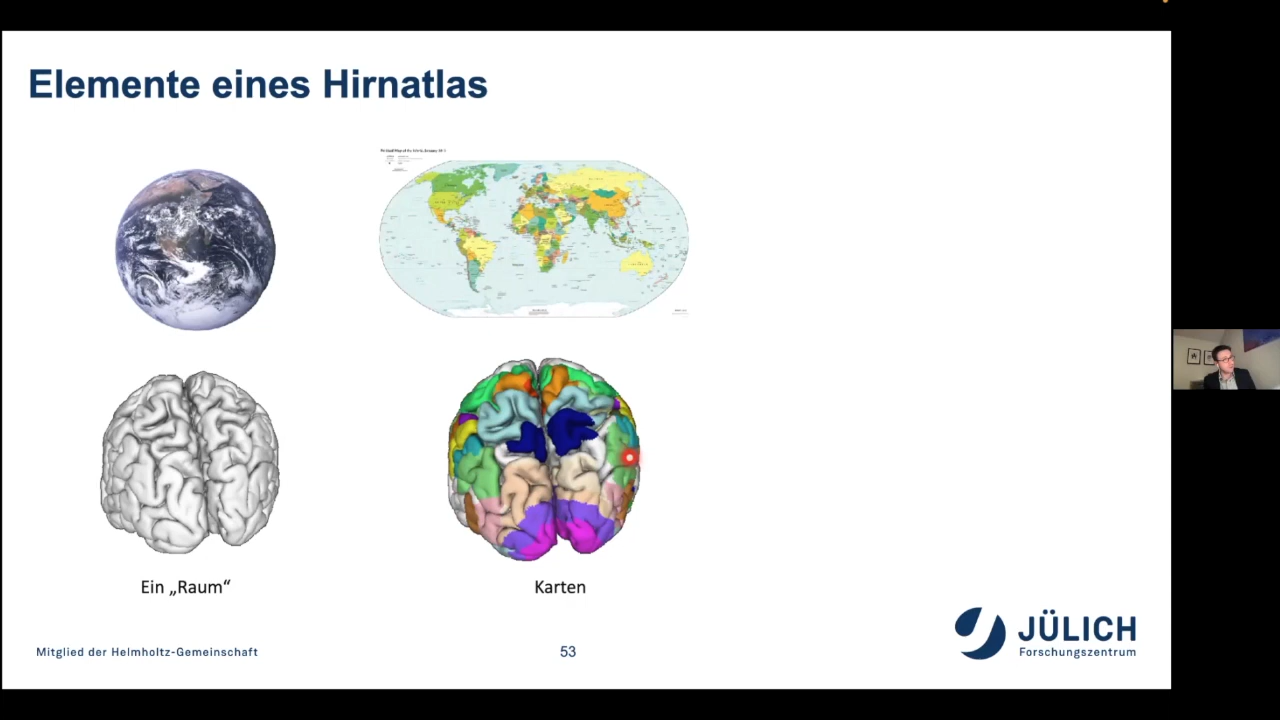 Elemente eines Hirnatlas
Ein „Raum“
Karten
Mitglied der Helmholtz-Gemeinschaft
53
JÜLICH
Forschungszentrum